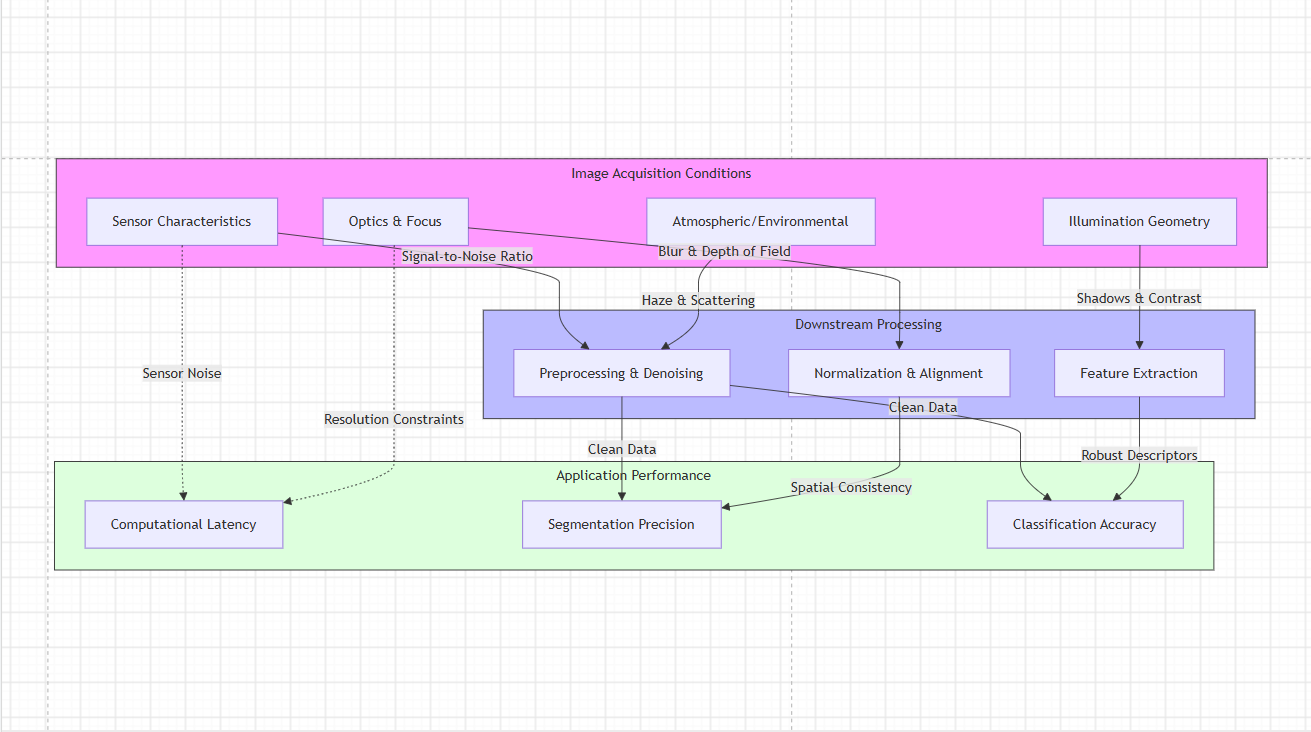 Image Acquisition Conditions
Sensor Characteristics
Optics & Focus
Atmospheric/Environmental
Illumination Geometry
Signal-to-Noise Ratio
Blur & Depth of Field
Haze & Scattering
Shadows & Contrast
Downstream Processing
Sensor Noise
Preprocessing & Denoising
Normalization & Alignment
Feature Extraction
Resolution Constraints
Clean Data
Clean Data
Robust Descriptors
Application Performance
Spatial Consistency
Computational Latency
Segmentation Precision
Classification Accuracy